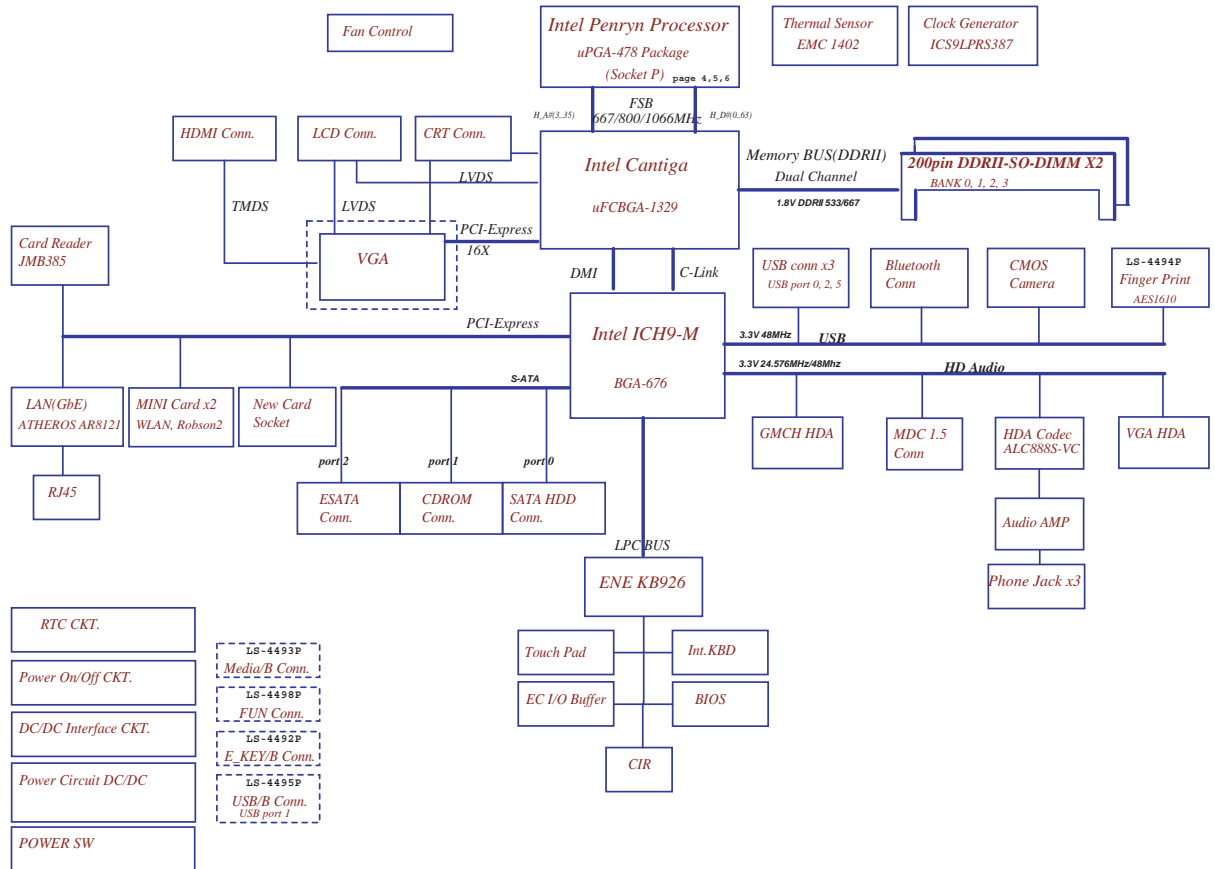 Fan Control
Intel Penryn Processor
uPGA-478 Package
(Socket P) page 4,5,6
Thermal Sensor
EMC 1402
Clock Generator
ICS9LPRS387
H_A#(3..35)
FSB
667/800/1066MHz
H_D#(0..63)
HDMI Conn.
LCD Conn.
CRT Conn.
Intel Cantiga
uFCBGA-1329
Memory BUS(DDRII)
Dual Channel
1.8V DDRII 533/667
200pin DDRII-SO-DIMM X2
BANK 0, 1, 2, 3
LVDS
TMDS
LVDS
PCI-Express
16X
VGA
Card Reader
JMB385
DMI
C-Link
USB conn x3
USB port 0, 2, 5
Bluetooth
Conn
CMOS
Camera
LS-4494P
Finger Print
AES1610
PCI-Express
Intel ICH9-M
BGA-676
3.3V 48MHz
USB
3.3V 24.576MHz/48Mhz
HD Audio
S-ATA
LAN(GbE)
ATHEROS AR8121
MINI Card x2
WLAN, Robson2
New Card
Socket
GMCH HDA
MDC 1.5
Conn
HDA Codec
ALC888S-VC
VGA HDA
port 2
port 1
port 0
RJ45
ESATA
Conn.
CDROM
Conn.
SATA HDD
Conn.
Audio AMP
LPC BUS
Phone Jack x3
ENE KB926
RTC CKT.
Touch Pad
Int.KBD
LS-4493P
Media/B Conn.
Power On/Off CKT.
EC I/O Buffer
BIOS
LS-4498P
FUN Conn.
DC/DC Interface CKT.
LS-4492P
E_KEY/B Conn.
CIR
Power Circuit DC/DC
LS-4495P
USB/B Conn.
USB port 1
POWER SW